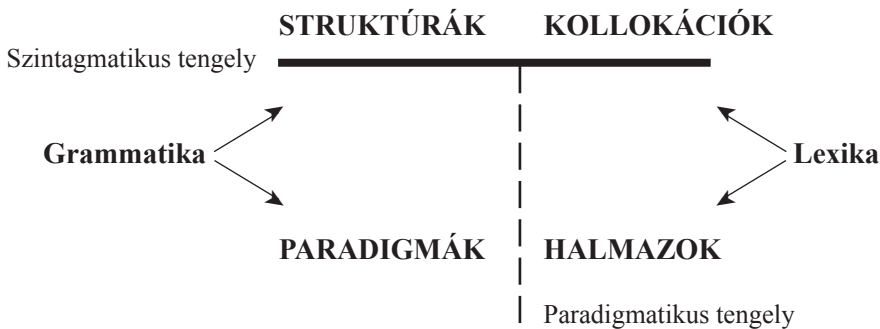 STRUKTÚRÁK KOLLOKÁCIÓK
Szintagmatikus tengely
Grammatika Lexika
PARADIGMÁK HALMAZOK
Paradigmatikus tengely